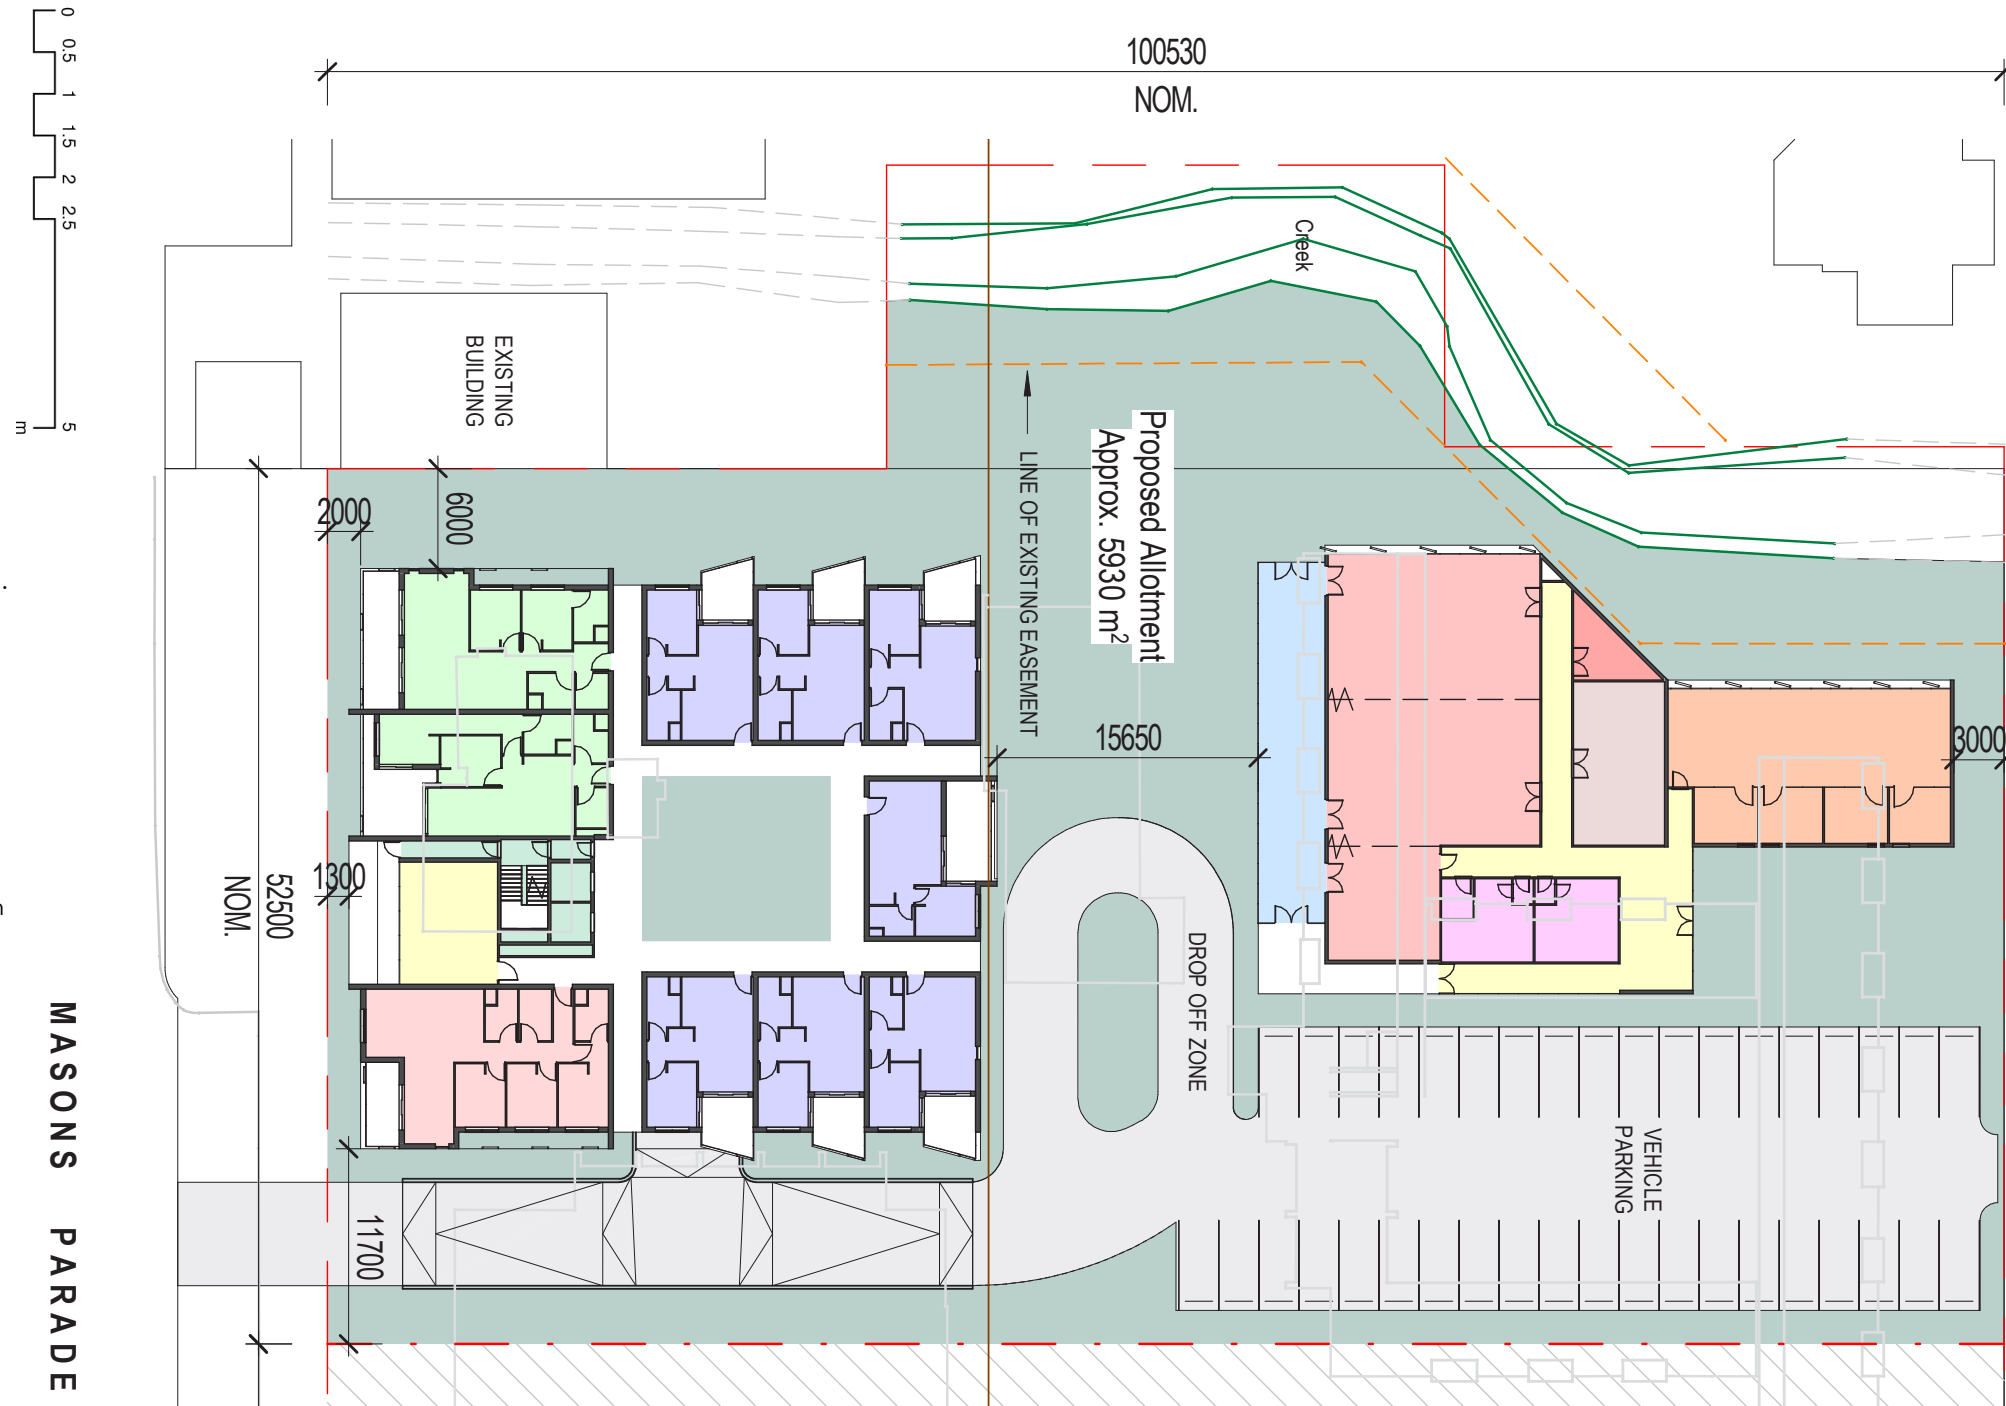 0 0.5 1 1.5 2 2.5 5
m
100530
NOM.
Creek
EXISTING
BUILDING
Proposed Allotment
Approx. 5930 m²
LINE OF EXISTING EASEMENT
2000
6000
15650
3000
1300
52500
NOM.
DROP OFF ZONE
VEHICLE
PARKING
11700
MASONS PARADE